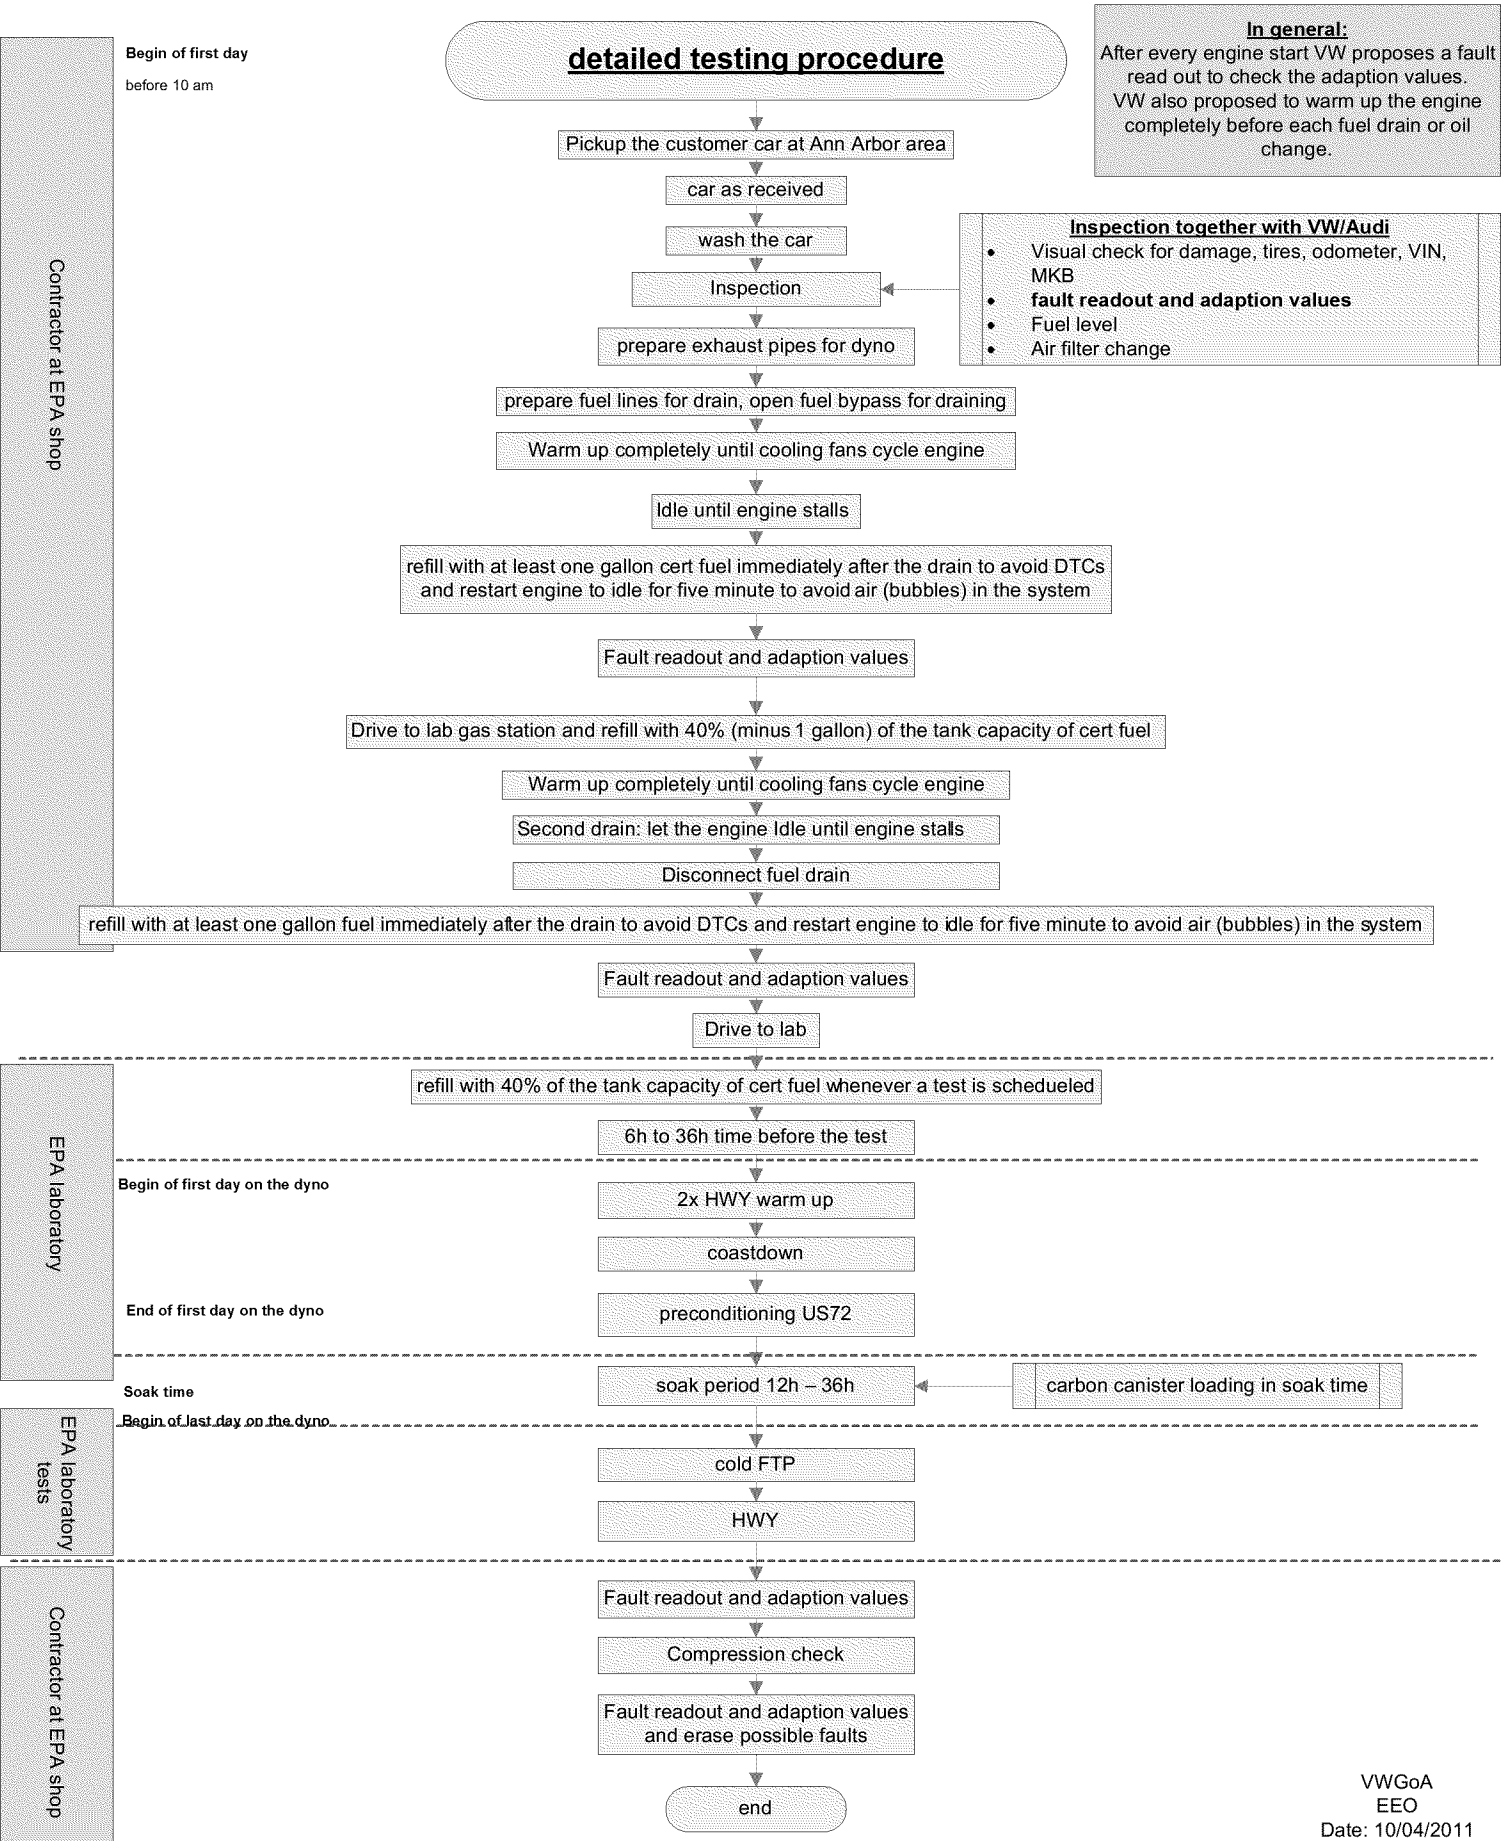 Begin of first day
before 10 am
detailed testing procedure
In general:
After every engine start VW proposes a fault
read out to check the adaption values.
VW also proposed to warm up the engine
completely before each fuel drain or oil
change.
Contractor at EPA shop
Pickup the customer car at Ann Arbor area
car as received
wash the car
Inspection
Inspection together with VW/Audi
• Visual check for damage, tires, odometer, VIN,
MKB
• fault readout and adaption values
• Fuel level
• Air filter change
prepare exhaust pipes for dyno
prepare fuel lines for drain, open fuel bypass for draining
Warm up completely until cooling fans cycle engine
Idle until engine stalls
refill with at least one gallon cert fuel immediately after the drain to avoid DTCs
and restart engine to idle for five minute to avoid air (bubbles) in the system
Fault readout and adaption values
Drive to lab gas station and refill with 40% (minus 1 gallon) of the tank capacity of cert fuel
Warm up completely until cooling fans cycle engine
Second drain: let the engine Idle until engine stalls
Disconnect fuel drain
refill with at least one gallon fuel immediately after the drain to avoid DTCs and restart engine to idle for five minute to avoid air (bubbles) in the system
Fault readout and adaption values
Drive to lab
EPA laboratory
refill with 40% of the tank capacity of cert fuel whenever a test is schedueled
6h to 36h time before the test
Begin of first day on the dyno
2x HWY warm up
coastdown
End of first day on the dyno
preconditioning US72
Soak time
soak period 12h – 36h
carbon canister loading in soak time
Begin of last day on the dyno
EPA laboratory
tests
cold FTP
HWY
Contractor at EPA shop
Fault readout and adaption values
Compression check
Fault readout and adaption values
and erase possible faults
end
VWGoA
EEO
Date: 10/04/2011